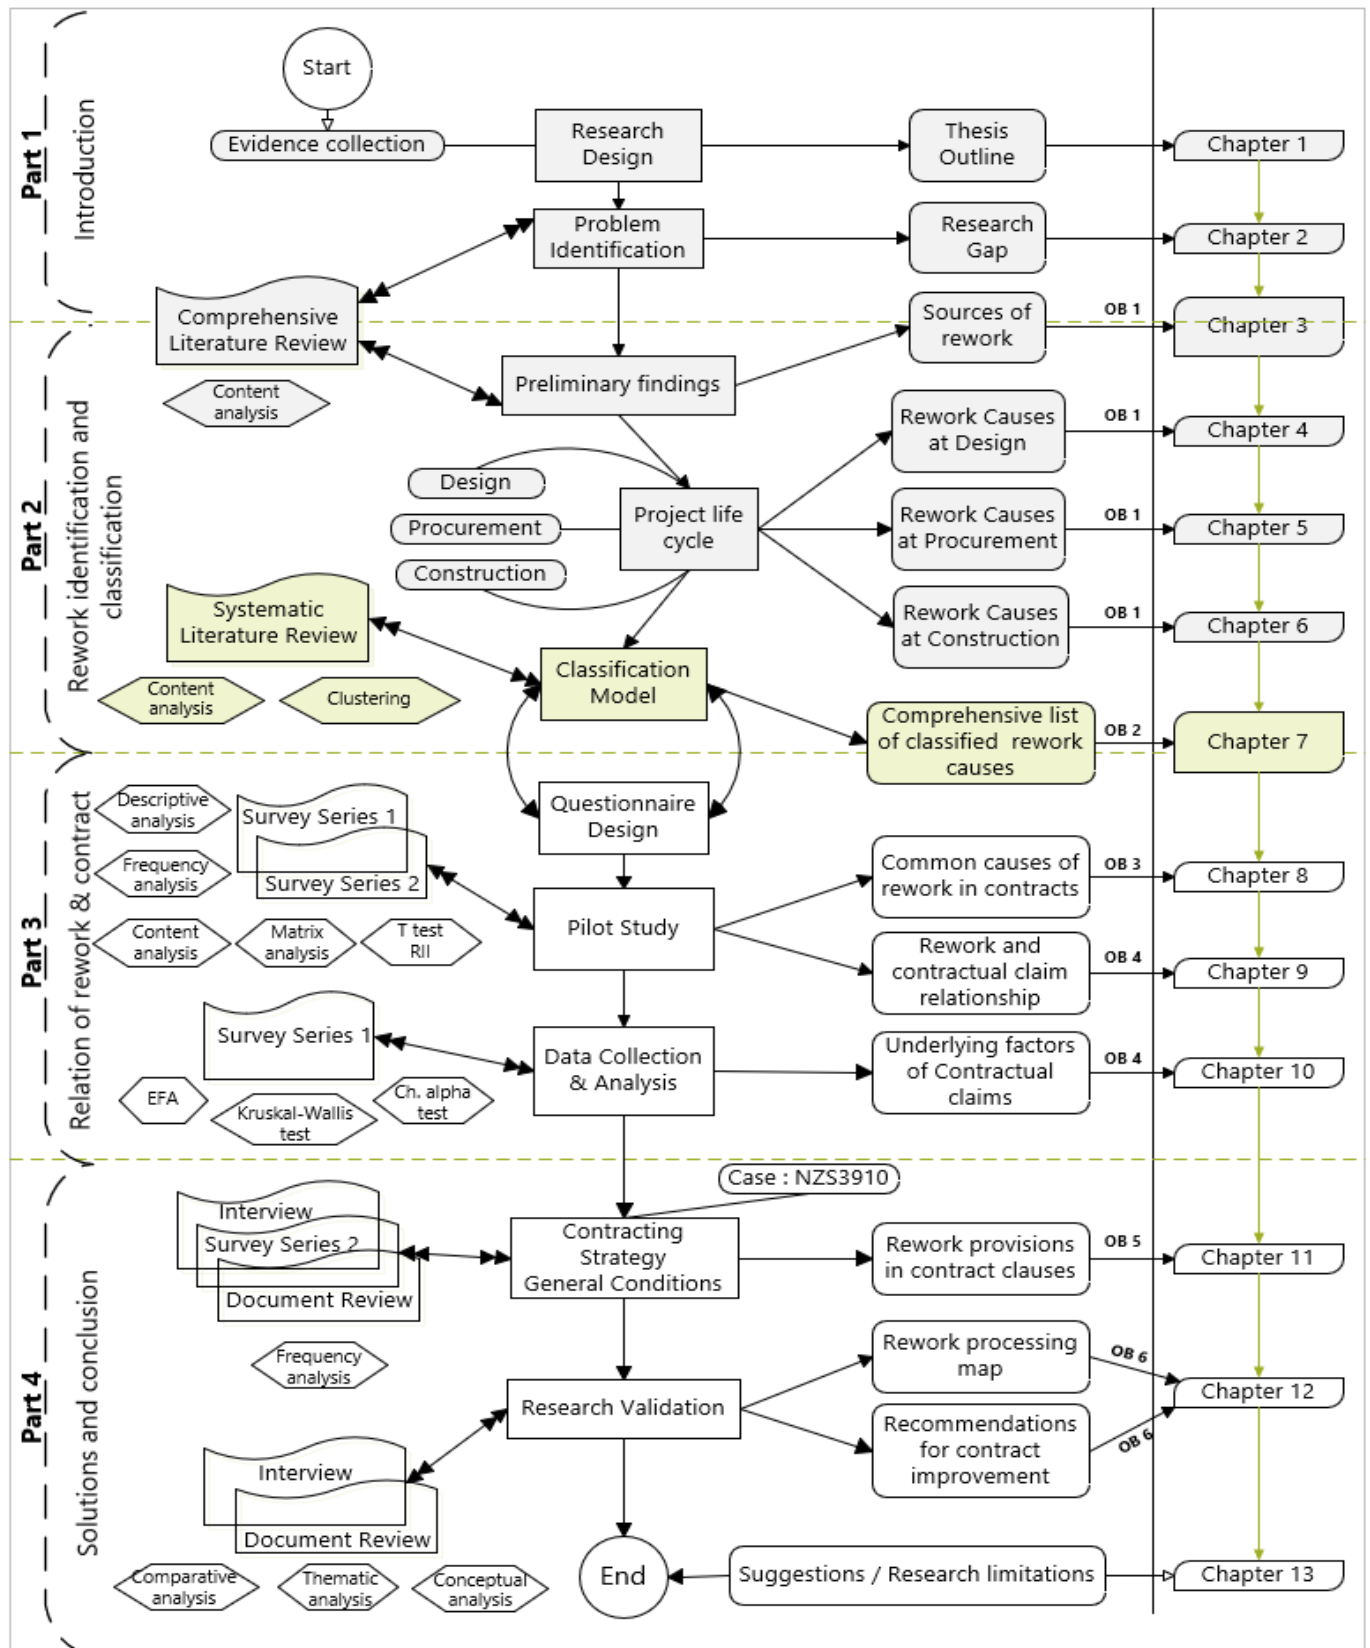 Part 1
Introduction
Start
Evidence collection
Research
Design
Thesis
Outline
Chapter 1
Problem
Identification
Research
Gap
Chapter 2
Comprehensive
Literature Review
Content
analysis
Sources of
rework
OB 1
Chapter 3
Part 2
Rework identification and
classification
Preliminary findings
Rework Causes
at Design
OB 1
Chapter 4
Design
Procurement
Construction
Project life
cycle
Rework Causes
at Procurement
OB 1
Chapter 5
Rework Causes
at Construction
OB 1
Chapter 6
Systematic
Literature Review
Content
analysis
Clustering
Classification
Model
Comprehensive list
of classified rework
causes
OB 2
Chapter 7
Part 3
Relation of rework & contract
Descriptive
analysis
Survey Series 1
Survey Series 2
Frequency
analysis
Content
analysis
Matrix
analysis
T test
RII
Questionnaire
Design
Pilot Study
Common causes of
rework in contracts
OB 3
Chapter 8
Rework and
contractual claim
relationship
OB 4
Chapter 9
Survey Series 1
EFA
Kruskal-Wallis
test
Ch. alpha
test
Data Collection
& Analysis
Underlying factors
of Contractual
claims
OB 4
Chapter 10
Part 4
Solutions and conclusion
Case : NZS3910
Interview
Survey Series 2
Document Review
Frequency
analysis
Contracting
Strategy
General Conditions
Rework provisions
in contract clauses
OB 5
Chapter 11
Research Validation
Rework processing
map
OB 6
Chapter 12
Recommendations
for contract
improvement
OB 6
Interview
Document Review
Comparative
analysis
Thematic
analysis
Conceptual
analysis
End
Suggestions / Research limitations
Chapter 13